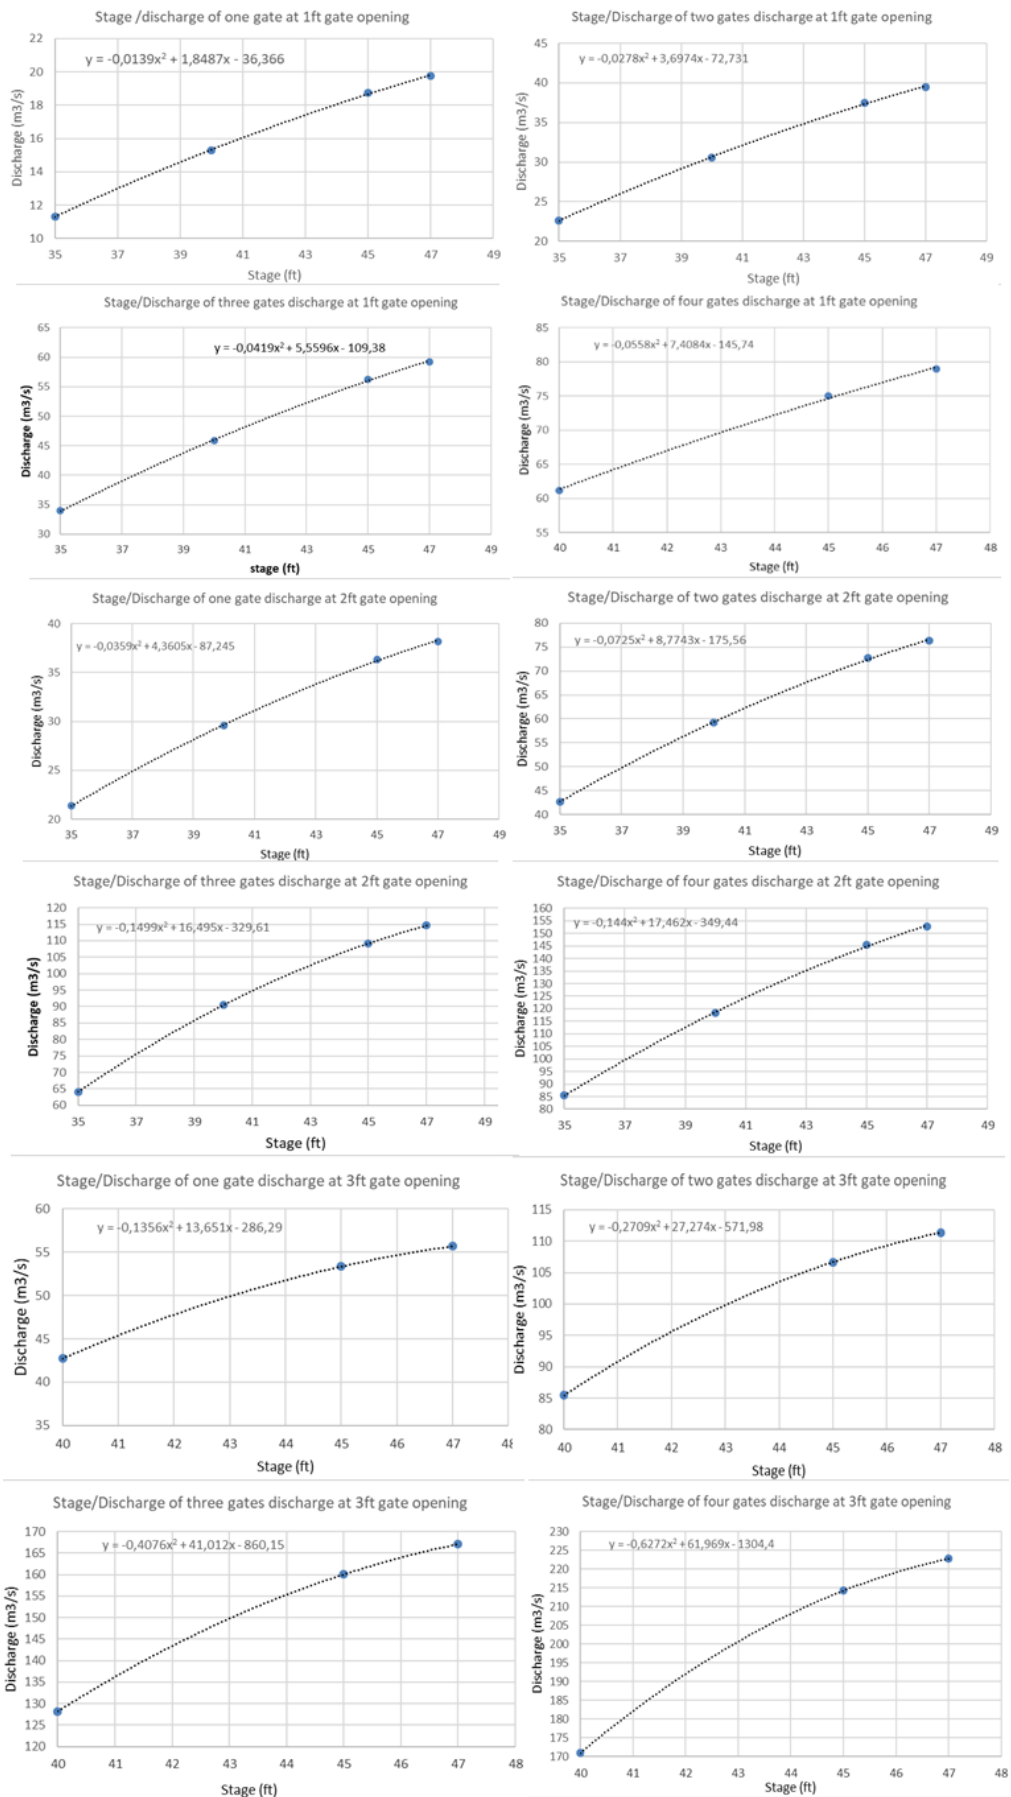 Stage /discharge of one gate at 1ft gate opening
y = -0,0139x² + 1,8487x - 36,366
Discharge (m3/s)
22
20
18
16
14
12
10
35 37 39 41 43 45 47 49
Stage (ft)
Stage/Discharge of two gates discharge at 1ft gate opening
y = -0,0278x² + 3,6974x - 72,731
Discharge (m3/s)
45
40
35
30
25
20
35 37 39 41 43 45 47 49
Stage (ft)
Stage/Discharge of three gates discharge at 1ft gate opening
y = -0,0419x² + 5,5596x - 109,38
Discharge (m3/s)
65
60
55
50
45
40
35
30
35 37 39 41 43 45 47 49
stage (ft)
Stage/Discharge of four gates discharge at 1ft gate opening
y = -0,0558x² + 7,4084x - 145,74
Discharge (m3/s)
85
80
75
70
65
60
55
40 41 42 43 44 45 46 47 48
Stage (ft)
Stage/Discharge of one gate discharge at 2ft gate opening
y = -0,0359x² + 4,3605x - 87,245
Discharge (m3/s)
40
35
30
25
20
35 37 39 41 43 45 47 49
Stage (ft)
Stage/Discharge of two gates discharge at 2ft gate opening
y = -0,0725x² + 8,7743x - 175,56
Discharge (m3/s)
80
75
70
65
60
55
50
45
40
35 37 39 41 43 45 47 49
Stage (ft)
Stage/Discharge of three gates discharge at 2ft gate opening
y = -0,1499x² + 16,495x - 329,61
Discharge (m3/s)
120
115
110
105
100
95
90
85
80
75
70
65
60
35 37 39 41 43 45 47 49
Stage (ft)
Stage/Discharge of four gates discharge at 2ft gate opening
y = -0,144x² + 17,462x - 349,44
Discharge (m3/s)
160
155
150
145
140
135
130
125
120
115
110
105
100
95
90
85
80
35 37 39 41 43 45 47 49
Stage (ft)
Stage/Discharge of one gate discharge at 3ft gate opening
y = -0,1356x² + 13,651x - 286,29
Discharge (m3/s)
60
55
50
45
40
35
40 41 42 43 44 45 46 47 48
Stage (ft)
Stage/Discharge of two gates discharge at 3ft gate opening
y = -0,2709x² + 27,274x - 571,98
Discharge (m3/s)
115
110
105
100
95
90
85
80
40 41 42 43 44 45 46 47 48
Stage (ft)
Stage/Discharge of three gates discharge at 3ft gate opening
y = -0,4076x² + 41,012x - 860,15
Discharge (m3/s)
170
165
160
155
150
145
140
135
130
125
120
40 41 42 43 44 45 46 47 48
Stage (ft)
Stage/Discharge of four gates discharge at 3ft gate opening
y = -0,6272x² + 61,969x - 1304,4
Discharge (m3/s)
230
225
220
215
210
205
200
195
190
185
180
175
170
40 41 42 43 44 45 46 47 48
Stage (ft)